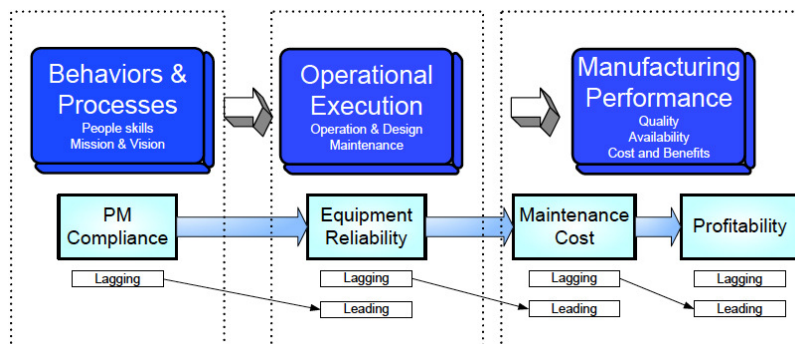 Behaviors &
Processes
People skills
Mission & Vision
Operational
Execution
Operation & Design
Maintenance
Manufacturing
Performance
Quality
Availability
Cost and Benefits
PM
Compliance
Equipment
Reliability
Maintenance
Cost
Profitability
Lagging
Lagging
Lagging
Lagging
Leading
Leading
Leading